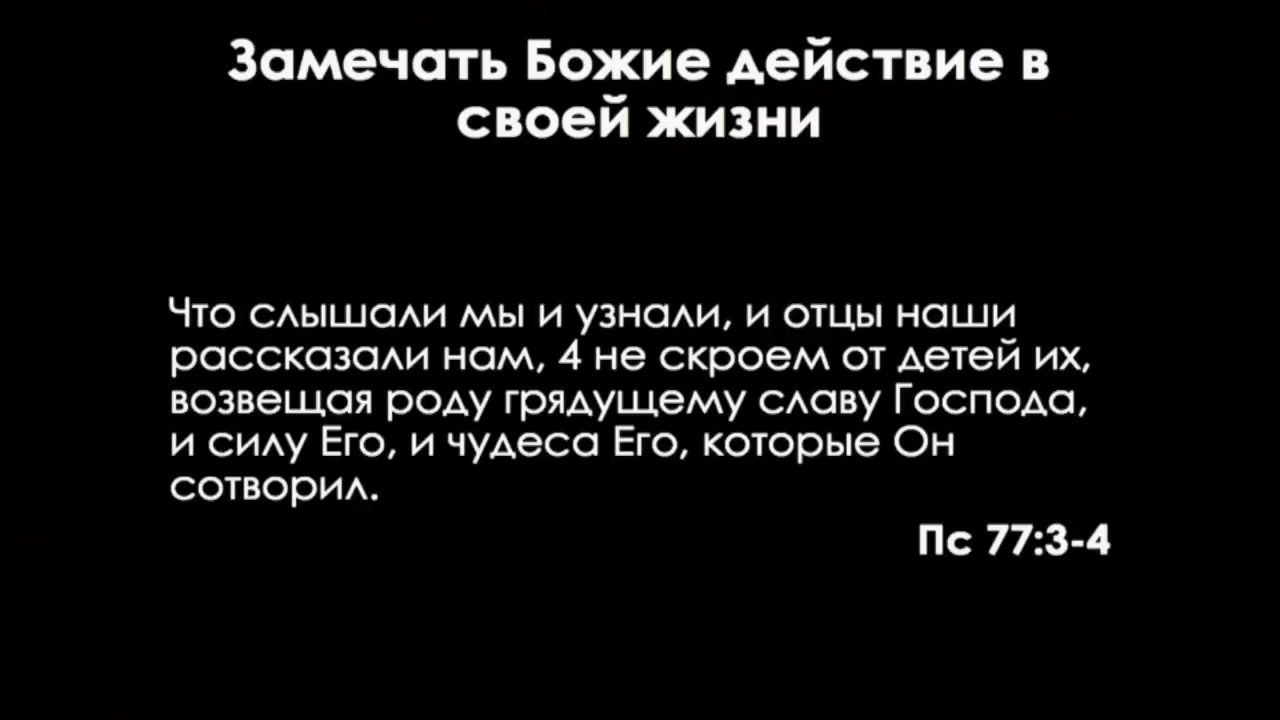 Замечать Божие действие в
своей жизни
Что слышали мы и узнали, и отцы наши
рассказали нам, 4 не скроем от детей их,
возвещая роду грядущему славу Господа,
и силу Его, и чудеса Его, которые Он
сотворил.
Пс 77:3-4